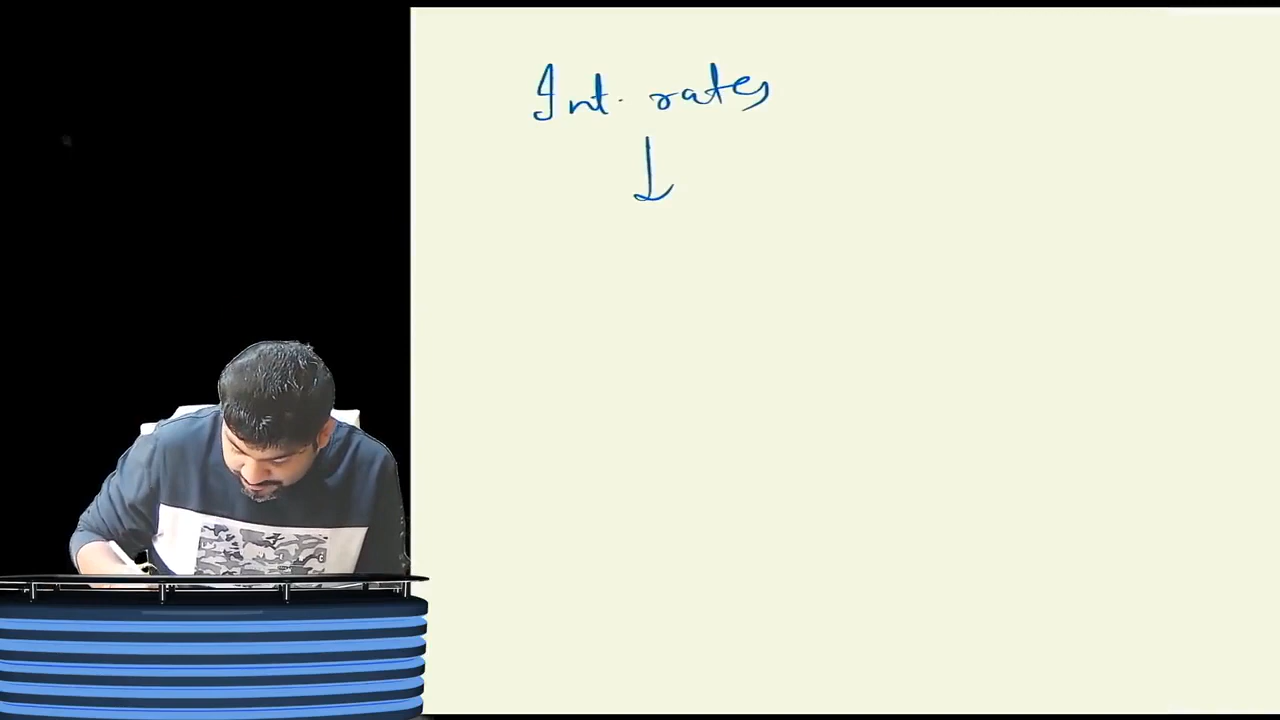 Int. rates
↓